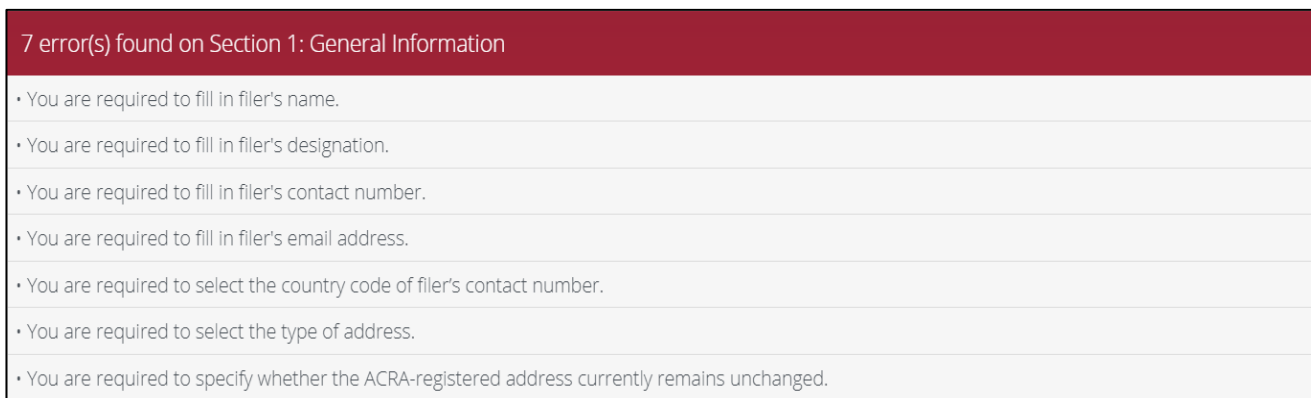 7 error(s) found on Section 1: General Information
• You are required to fill in filer's name.
• You are required to fill in filer's designation.
• You are required to fill in filer's contact number.
• You are required to fill in filer's email address.
• You are required to select the country code of filer’s contact number.
• You are required to select the type of address.
• You are required to specify whether the ACRA-registered address currently remains unchanged.